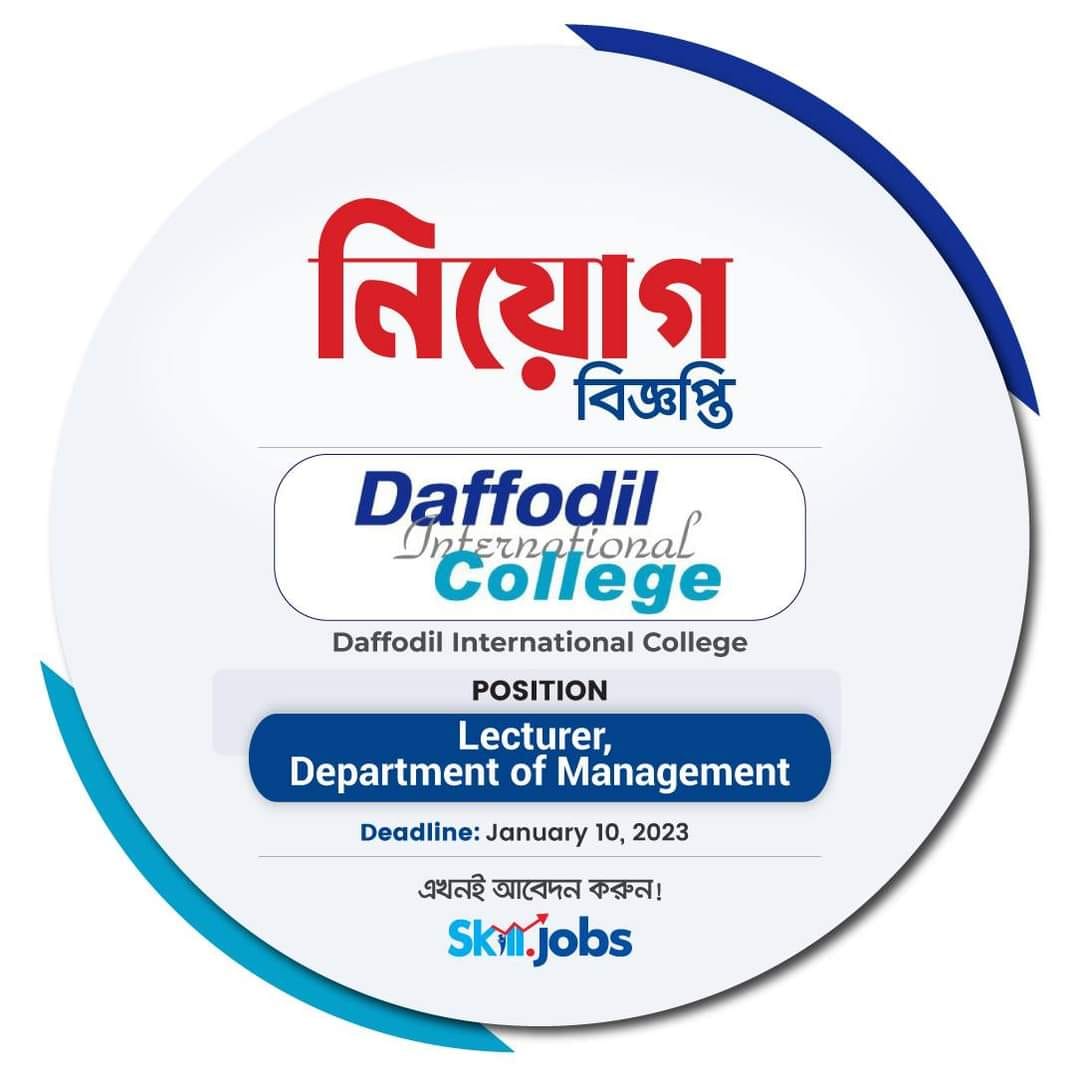 নিয়োগ
বিজ্ঞপ্তি
Daffodil
International
College
Daffodil International College
POSITION
Lecturer,
Department of Management
Deadline: January 10, 2023
এখনই আবেদন করুন!
Skill.jobs